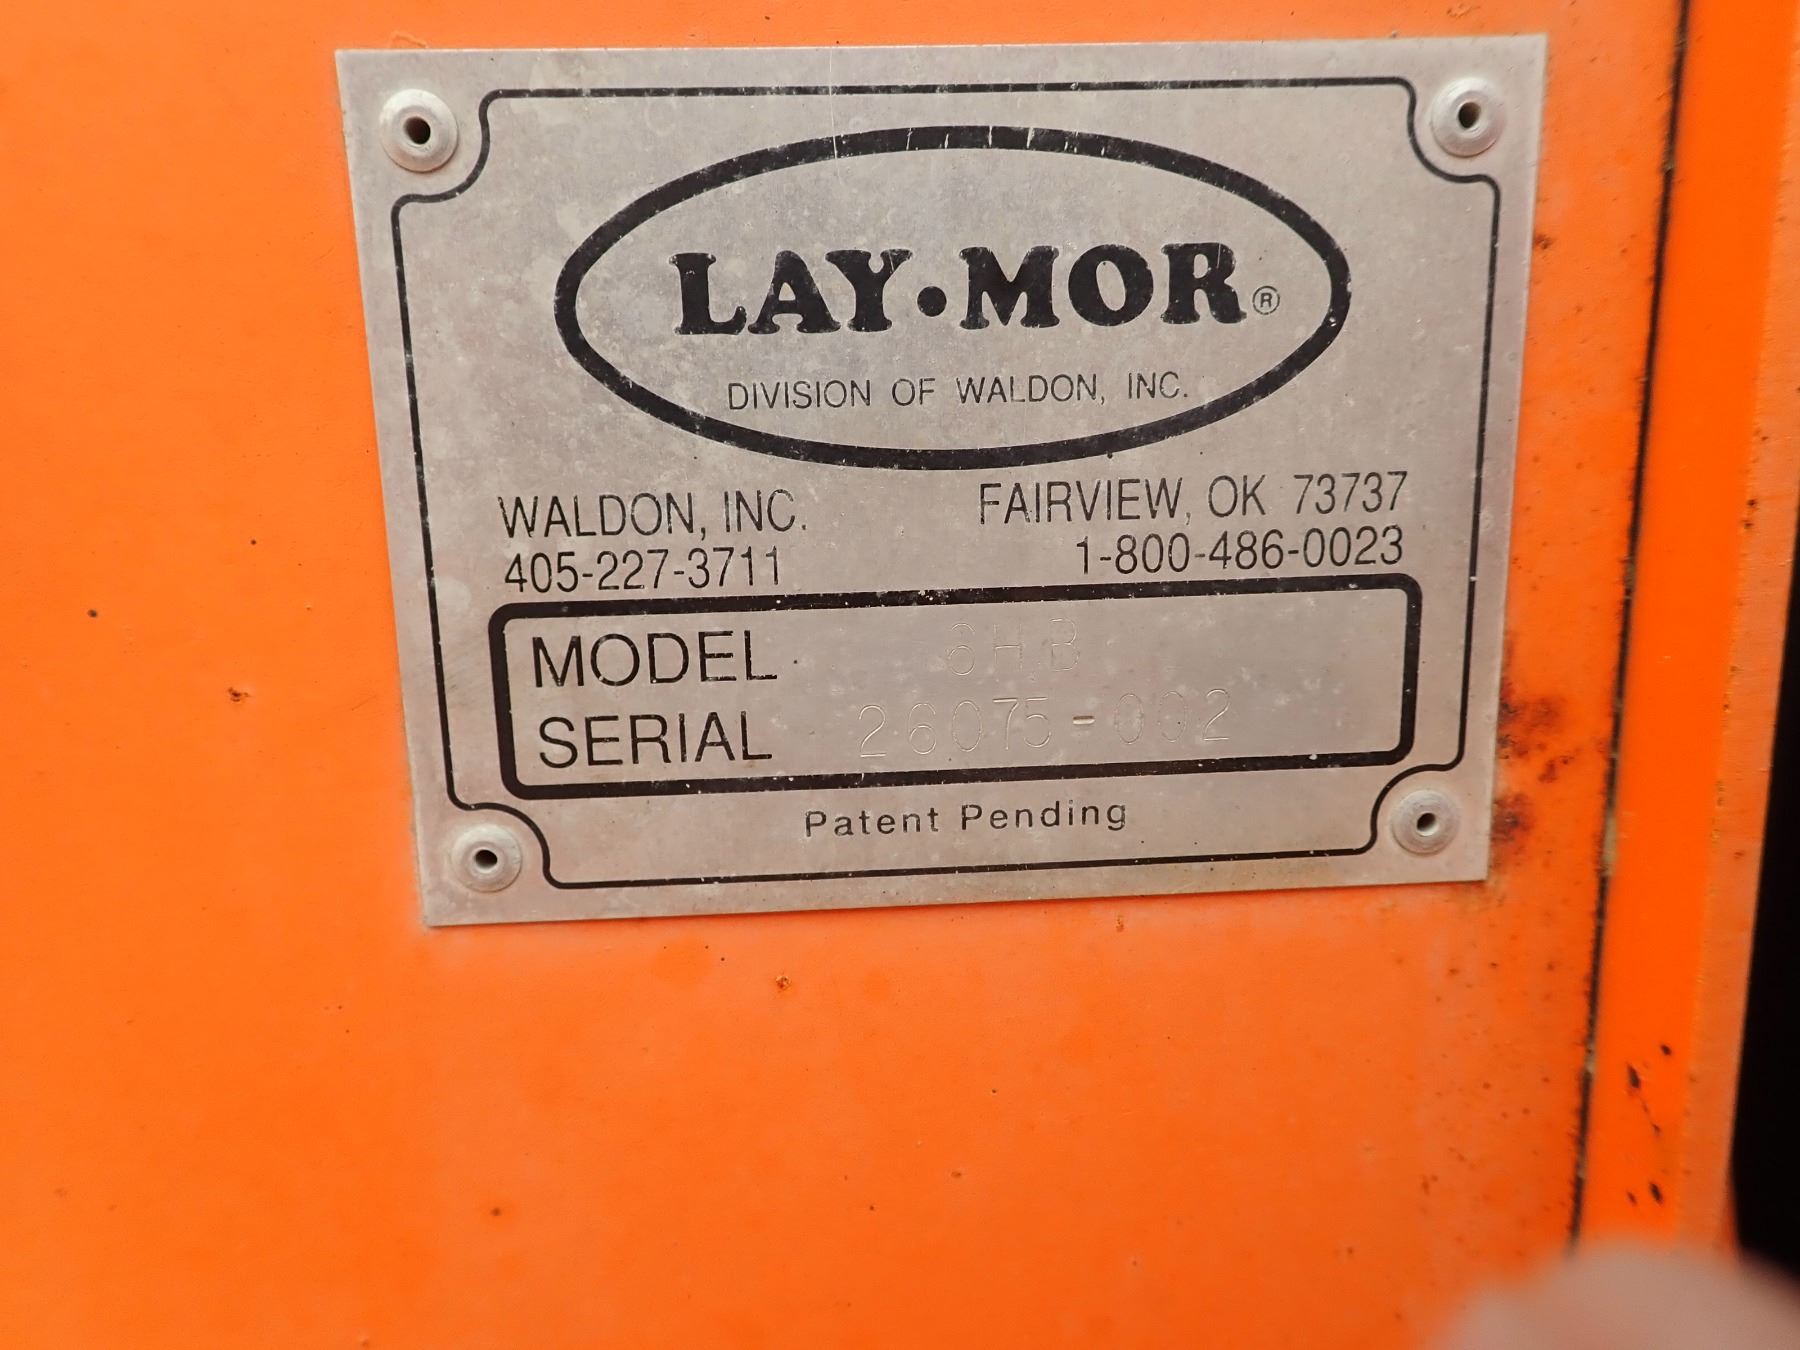 LAY•MOR®
DIVISION OF WALDON, INC.
WALDON, INC. FAIRVIEW, OK 73737
405-227-3711 1-800-486-0023
MODEL 6HB
SERIAL 26075-002
Patent Pending